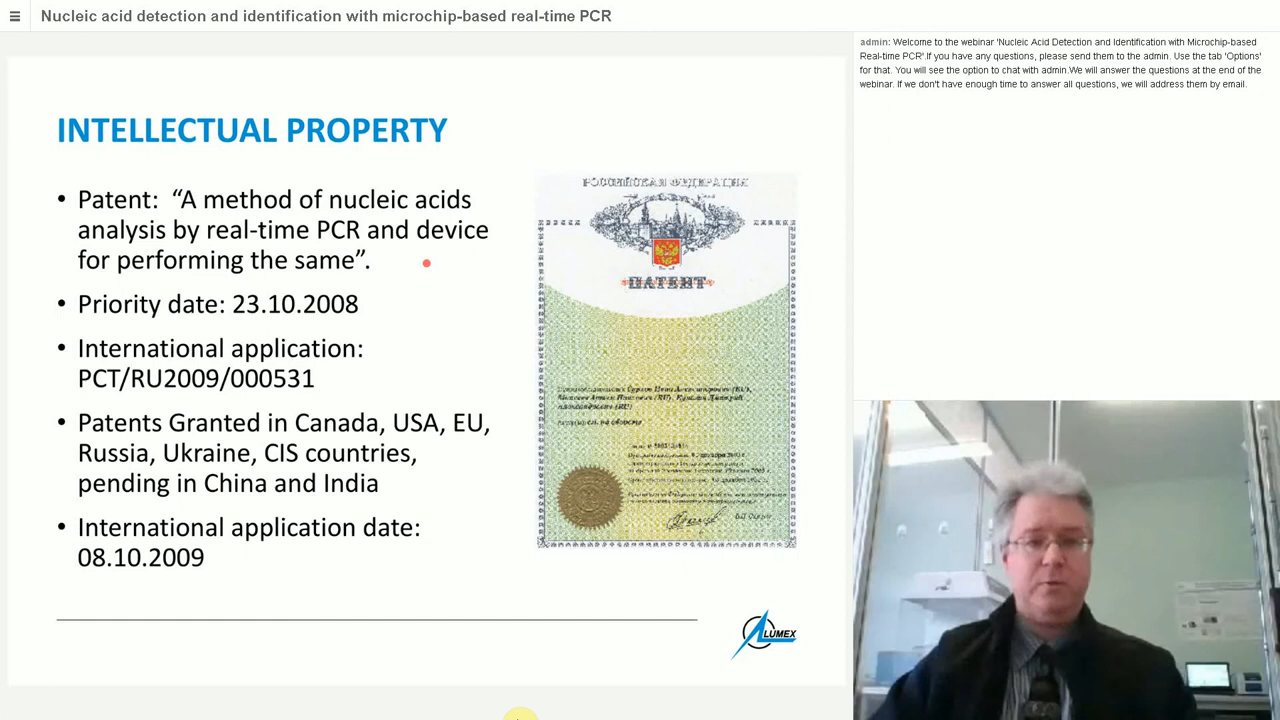 Nucleic acid detection and identification with microchip-based real-time PCR
INTELLECTUAL PROPERTY
• Patent: “A method of nucleic acids
analysis by real-time PCR and device
for performing the same”.
• Priority date: 23.10.2008
• International application:
PCT/RU2009/000531
• Patents Granted in Canada, USA, EU,
Russia, Ukraine, CIS countries,
pending in China and India
• International application date:
08.10.2009
РОССИЙСКАЯ ФЕДЕРАЦИЯ
ПАТЕНТ
LUMEX
admin: Welcome to the webinar 'Nucleic Acid Detection and Identification with Microchip-based
Real-time PCR'.If you have any questions, please send them to the admin. Use the tab 'Options'
for that. You will see the option to chat with admin.We will answer the questions at the end of the
webinar. If we don't have enough time to answer all questions, we will address them by email.